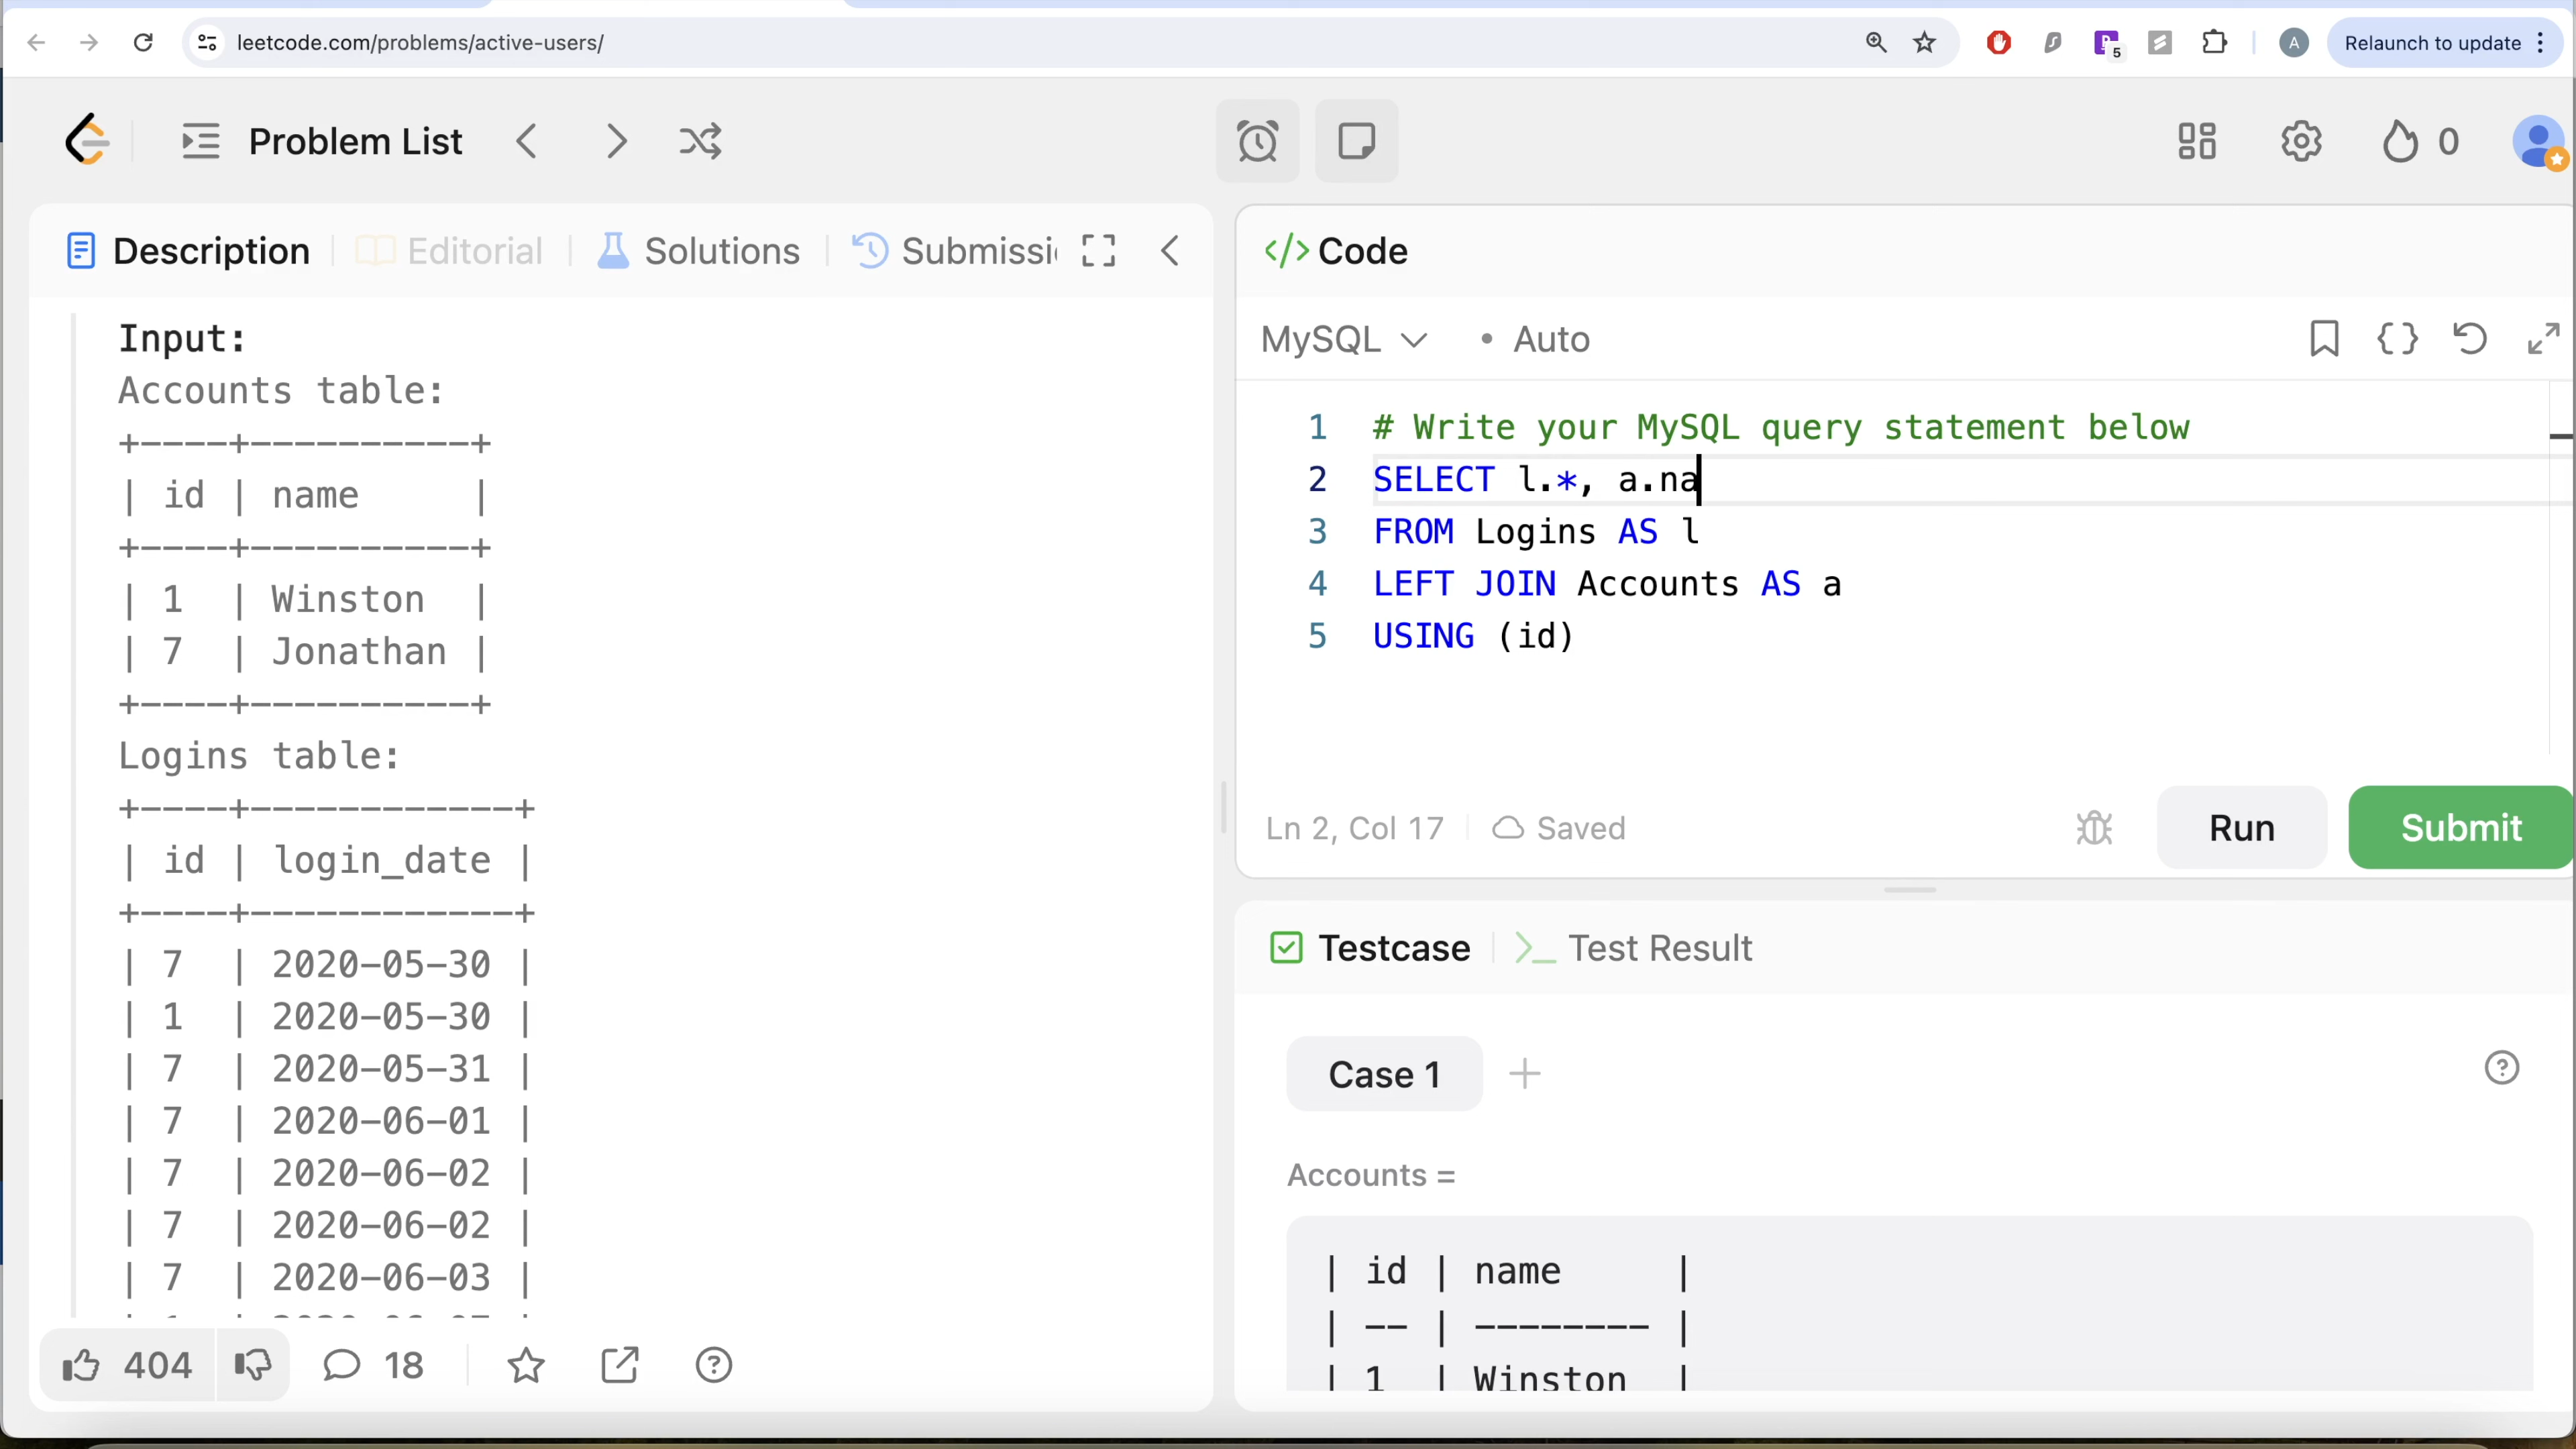 leetcode.com/problems/active-users/
5
A
Relaunch to update
Problem List
0
Description
Editorial
Solutions
Submissi
Input:
Accounts table:
+----+----------+
| id | name     |
+----+----------+
| 1  | Winston  |
| 7  | Jonathan |
+----+----------+
Logins table:
+----+------------+
| id | login_date |
+----+------------+
| 7  | 2020-05-30 |
| 1  | 2020-05-30 |
| 7  | 2020-05-31 |
| 7  | 2020-06-01 |
| 7  | 2020-06-02 |
| 7  | 2020-06-02 |
| 7  | 2020-06-03 |
404
18
</> Code
MySQL
• Auto
1 # Write your MySQL query statement below
2 SELECT l.*, a.na
3 FROM Logins AS l
4 LEFT JOIN Accounts AS a
5 USING (id)
Ln 2, Col 17
Saved
Run
Submit
Testcase
>_ Test Result
Case 1 +
Accounts =
| id | name     |
| -- | -------- |
| 1  | Winston  |